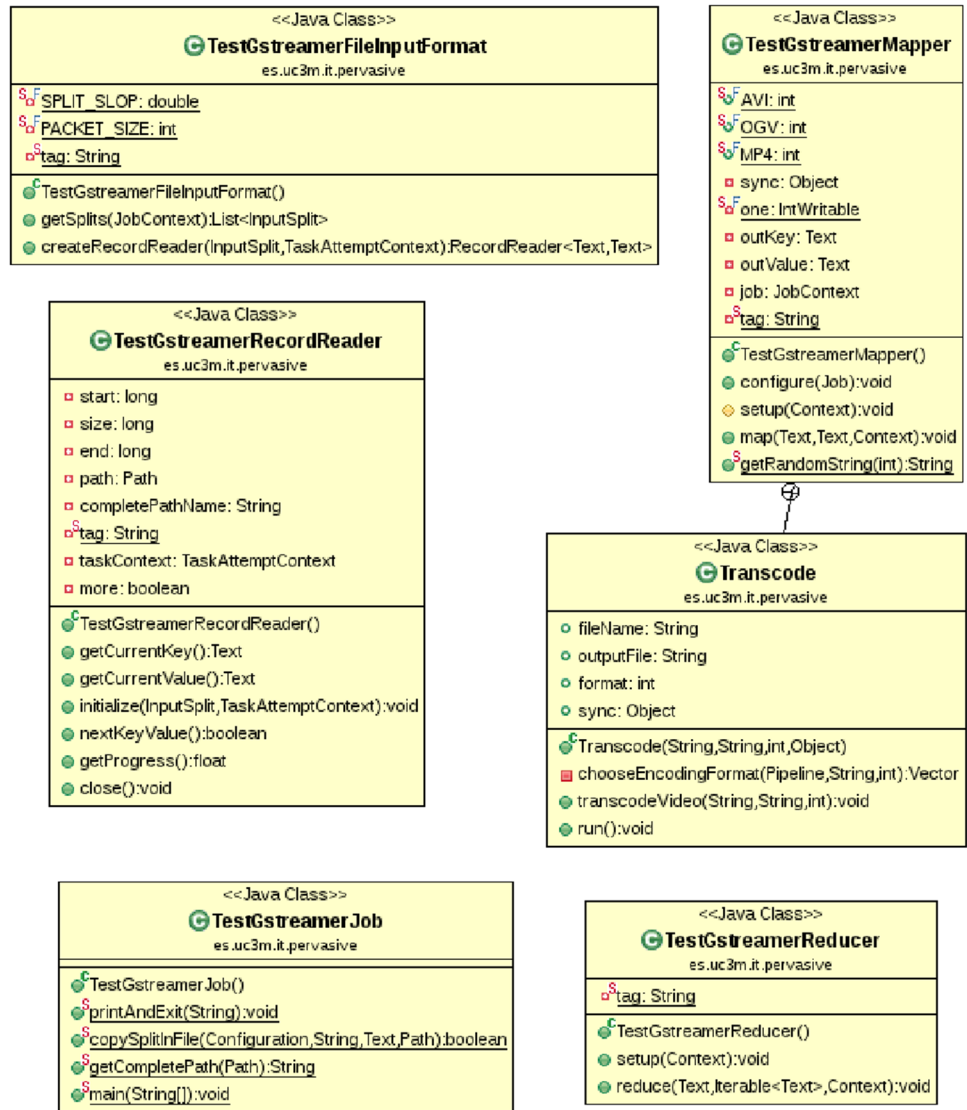 <<Java Class>>
TestGstreamerFileInputFormat
es.uc3m.it.pervasive
SPLIT_SLOP: double
PACKET_SIZE: int
tag: String
TestGstreamerFileInputFormat()
getSplits(JobContext):List<InputSplit>
createRecordReader(InputSplit,TaskAttemptContext):RecordReader<Text,Text>
<<Java Class>>
TestGstreamerMapper
es.uc3m.it.pervasive
AVI: int
OGV: int
MP4: int
sync: Object
one: IntWritable
outKey: Text
outValue: Text
job: JobContext
tag: String
TestGstreamerMapper()
configure(Job):void
setup(Context):void
map(Text,Text,Context):void
getRandomString(int):String
<<Java Class>>
TestGstreamerRecordReader
es.uc3m.it.pervasive
start: long
size: long
end: long
path: Path
completePathName: String
tag: String
taskContext: TaskAttemptContext
more: boolean
TestGstreamerRecordReader()
getCurrentKey():Text
getCurrentValue():Text
initialize(InputSplit,TaskAttemptContext):void
nextKeyValue():boolean
getProgress():float
close():void
<<Java Class>>
Transcode
es.uc3m.it.pervasive
fileName: String
outputFile: String
format: int
sync: Object
Transcode(String,String,int,Object)
chooseEncodingFormat(Pipeline,String,int):Vector
transcodeVideo(String,String,int):void
run():void
<<Java Class>>
TestGstreamerJob
es.uc3m.it.pervasive
TestGstreamerJob()
printAndExit(String):void
copySplitInFile(Configuration,String,Text,Path):boolean
getCompletePath(Path):String
main(String[]):void
<<Java Class>>
TestGstreamerReducer
es.uc3m.it.pervasive
tag: String
TestGstreamerReducer()
setup(Context):void
reduce(Text,Iterable<Text>,Context):void